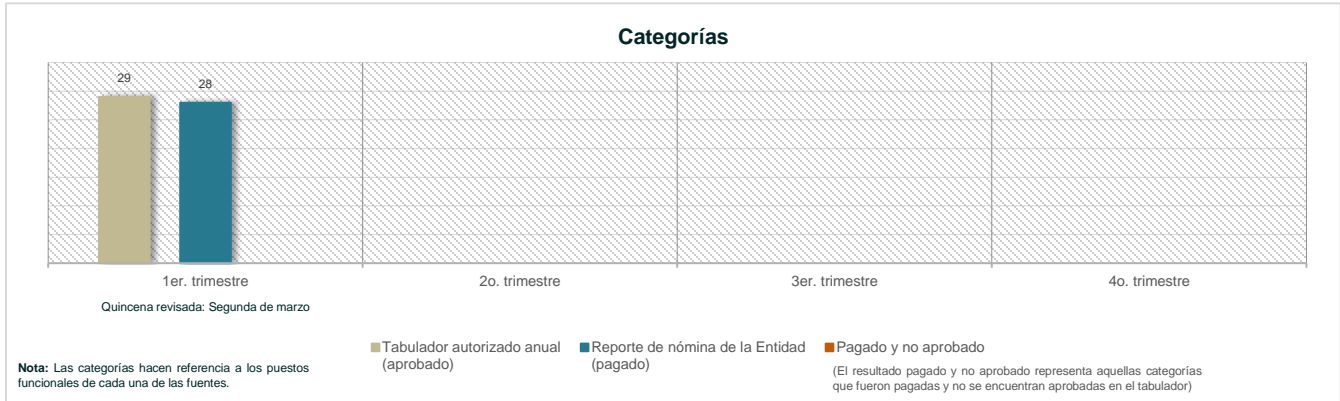 Categorías
29
28
1er. trimestre
2o. trimestre
3er. trimestre
4o. trimestre
Quincena revisada: Segunda de marzo
Tabulador autorizado anual
(aprobado)
Reporte de nómina de la Entidad
(pagado)
Pagado y no aprobado
(El resultado pagado y no aprobado representa aquellas categorías
que fueron pagadas y no se encuentran aprobadas en el tabulador)
Nota: Las categorías hacen referencia a los puestos
funcionales de cada una de las fuentes.